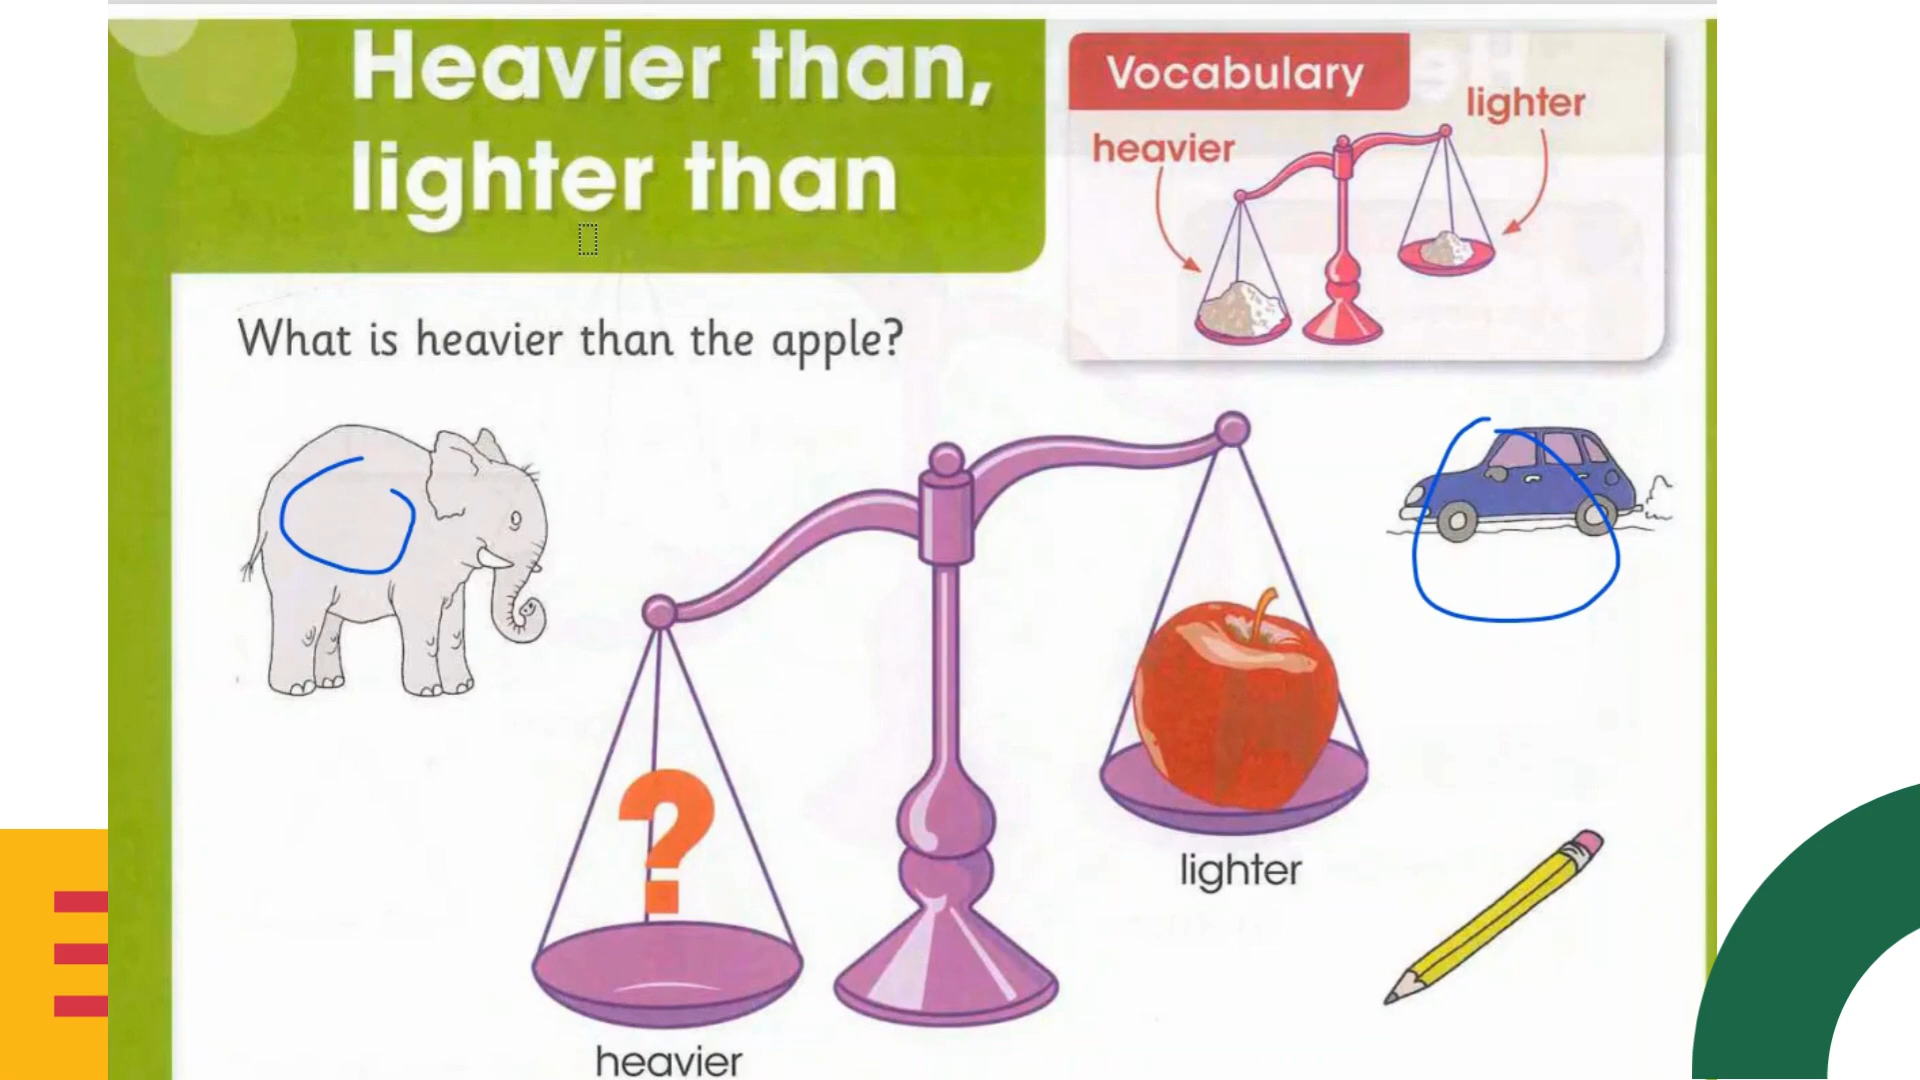 Heavier than,
lighter than
Vocabulary
heavier
lighter
What is heavier than the apple?
?
lighter
heavier